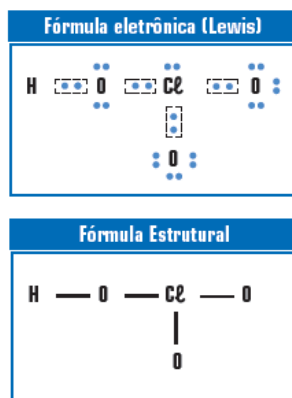 Fórmula eletrônica (Lewis)
H O Cℓ O
O
Fórmula Estrutural
H — O — Cℓ — O
O